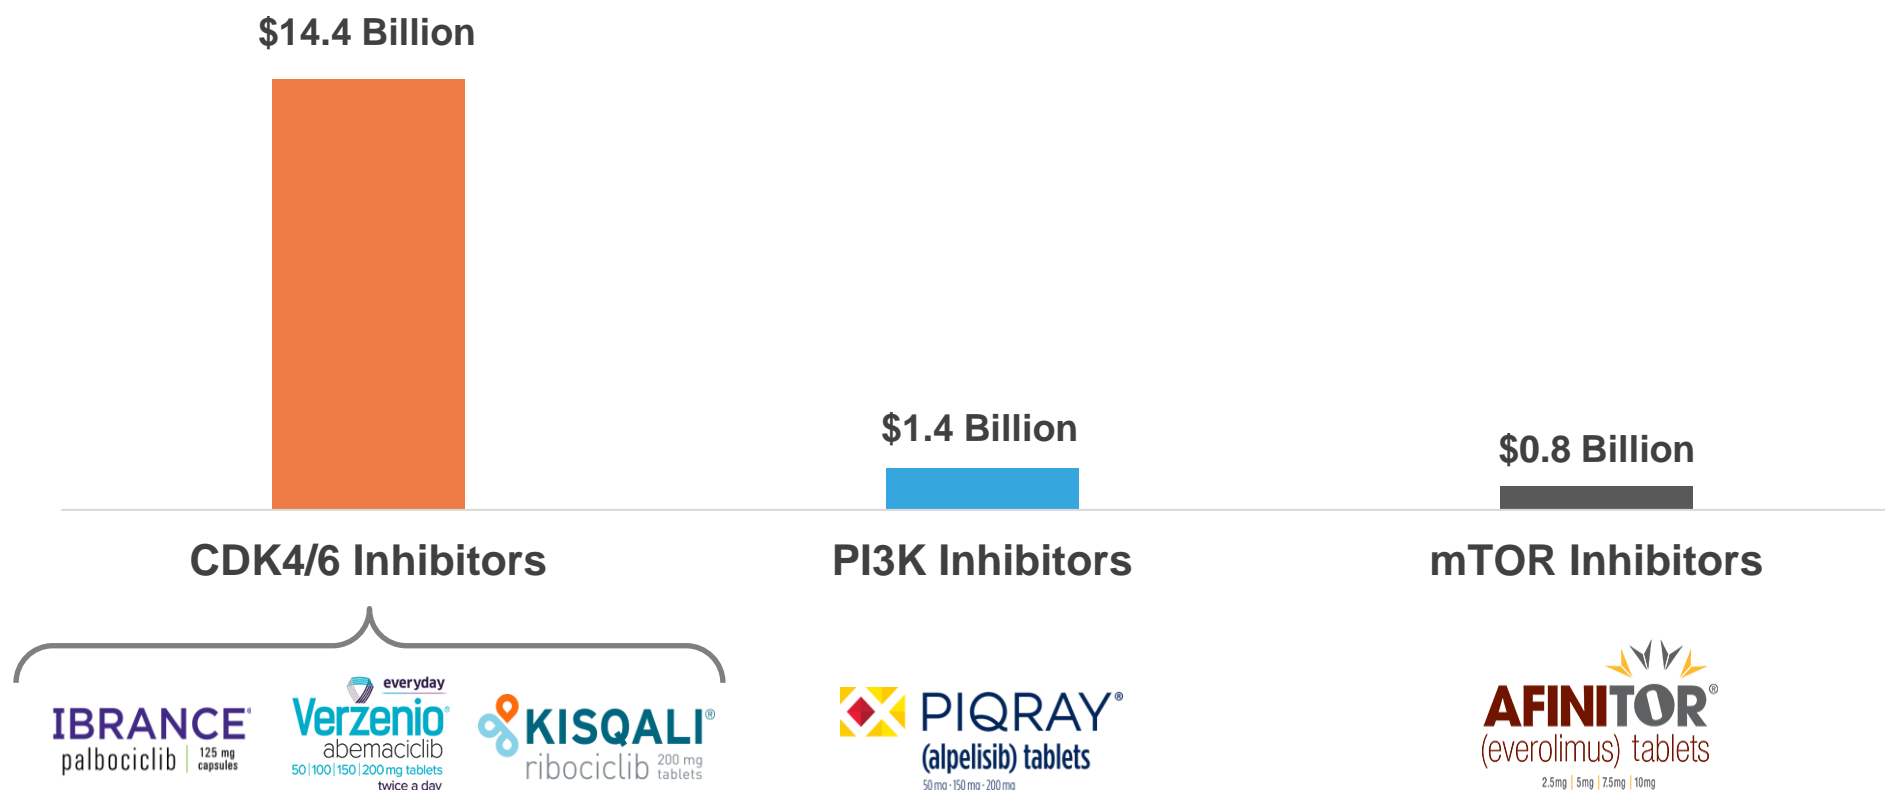 $14.4 Billion
$1.4 Billion
$0.8 Billion
CDK4/6 Inhibitors
PI3K Inhibitors
mTOR Inhibitors
IBRANCE®
palbociclib | 125 mg capsules
everyday
Verzenio®
abemaciclib
50 | 100 | 150 | 200 mg tablets
twice a day
KISQALI®
ribociclib 200 mg tablets
PIQRAY®
(alpelisib) tablets
50 mg · 150 mg · 200 mg
AFINITOR®
(everolimus) tablets
2.5mg | 5mg | 7.5mg | 10mg